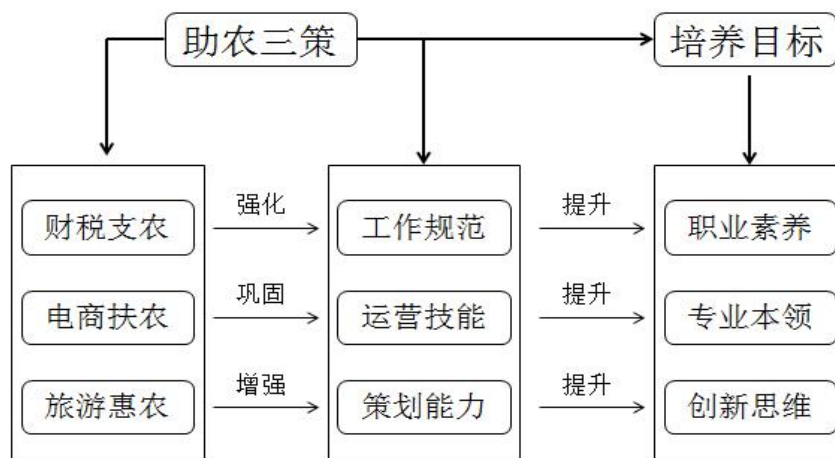 助农三策
培养目标
财税支农
强化
工作规范
提升
职业素养
电商扶农
巩固
运营技能
提升
专业本领
旅游惠农
增强
策划能力
提升
创新思维